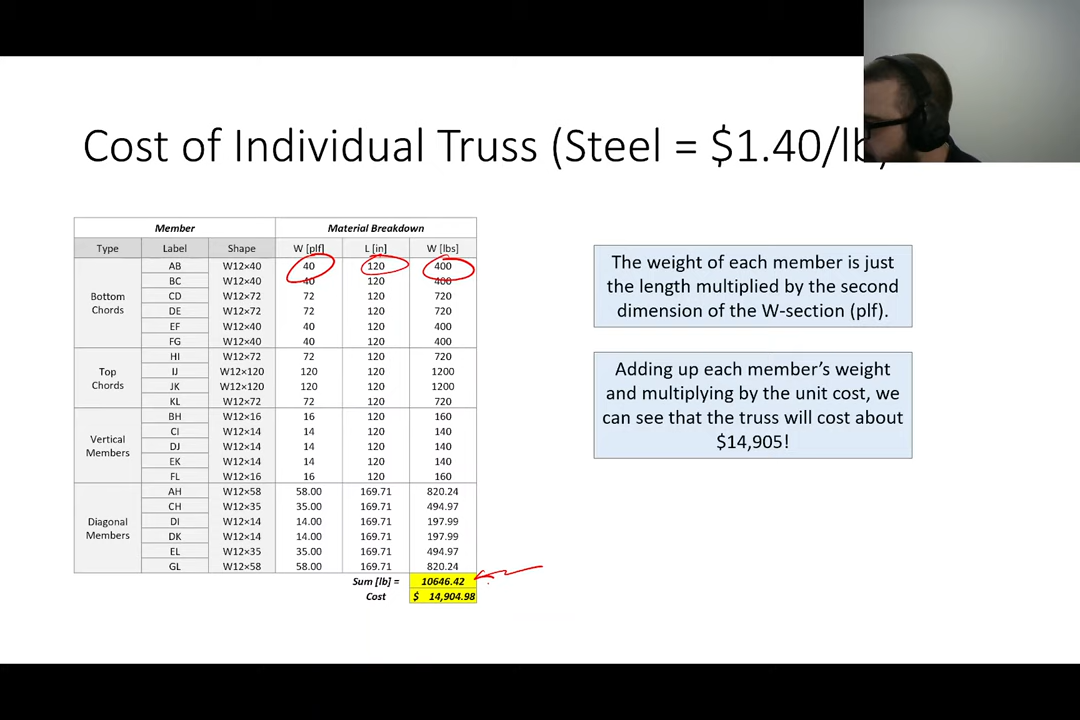 Cost of Individual Truss (Steel = $1.40/lb)
Member Material Breakdown
Type Label Shape W [plf] L [in] W [lbs]
Bottom Chords
AB W12×40 40 120 400
BC W12×40 40 120 400
CD W12×72 72 120 720
DE W12×72 72 120 720
EF W12×40 40 120 400
FG W12×40 40 120 400
Top Chords
HI W12×72 72 120 720
IJ W12×120 120 120 1200
JK W12×120 120 120 1200
KL W12×72 72 120 720
Vertical Members
BH W12×16 16 120 160
CI W12×14 14 120 140
DJ W12×14 14 120 140
EK W12×14 14 120 140
FL W12×16 16 120 160
Diagonal Members
AH W12×58 58.00 169.71 820.24
CH W12×35 35.00 169.71 494.97
DI W12×14 14.00 169.71 197.99
DK W12×14 14.00 169.71 197.99
EL W12×35 35.00 169.71 494.97
GL W12×58 58.00 169.71 820.24
Sum [lb] = 10646.42
Cost $ 14,904.98
The weight of each member is just
the length multiplied by the second
dimension of the W-section (plf).
Adding up each member’s weight
and multiplying by the unit cost, we
can see that the truss will cost about
$14,905!